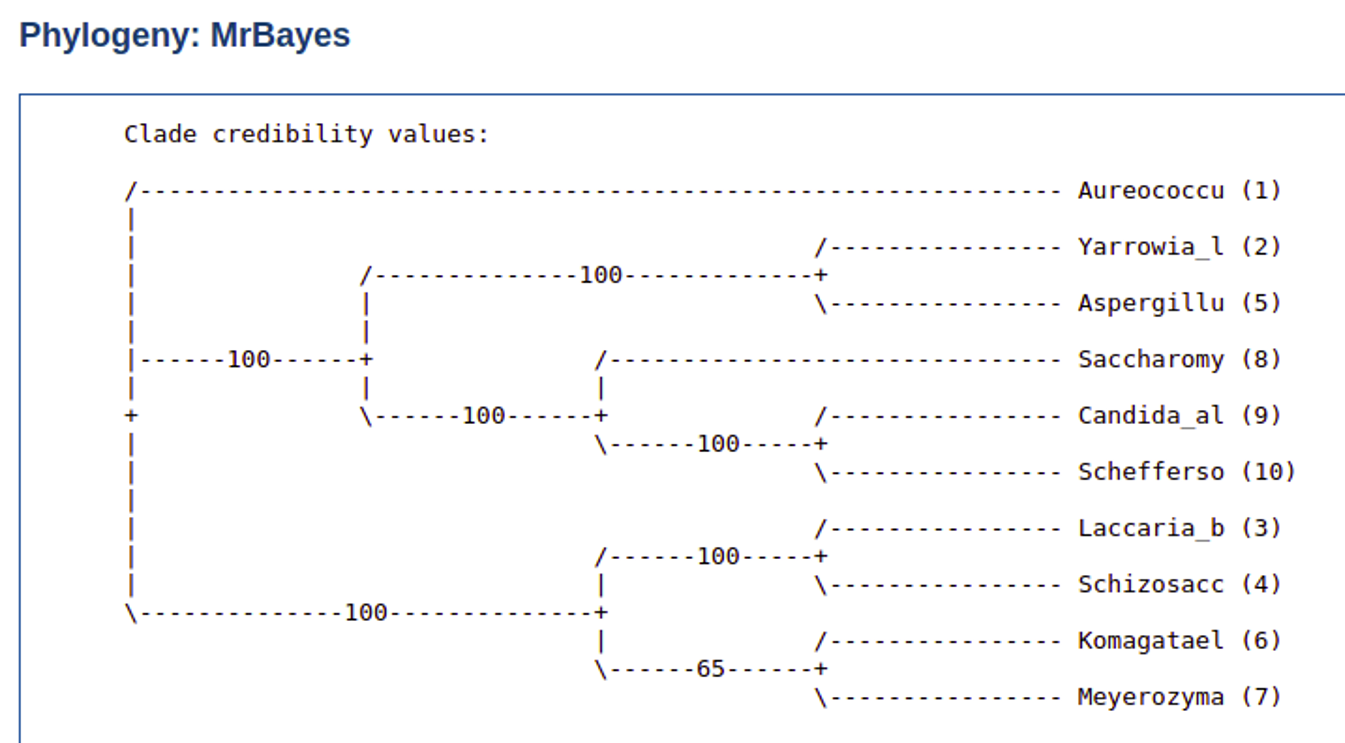 Phylogeny: MrBayes
Clade credibility values:
Aureococcu (1)
Yarrowia_l (2)
100
Aspergillu (5)
100
Saccharomy (8)
100
Candida_al (9)
100
Schefferso (10)
Laccaria_b (3)
100
Schizosacc (4)
100
Komagatael (6)
65
Meyerozyma (7)